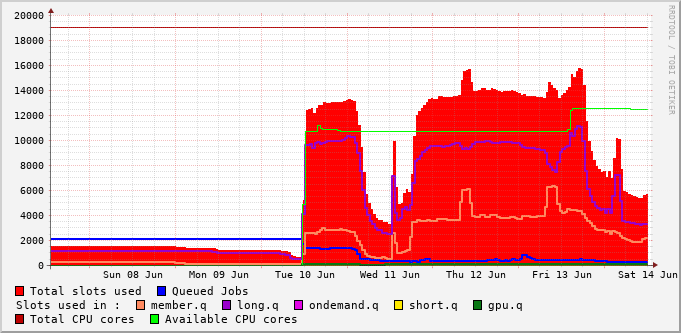 20000
18000
16000
14000
12000
10000
8000
6000
4000
2000
0
Sun 08 Jun Mon 09 Jun Tue 10 Jun Wed 11 Jun Thu 12 Jun Fri 13 Jun Sat 14 Jun
Total slots used Queued Jobs
Slots used in : member.q long.q ondemand.q short.q gpu.q
Total CPU cores Available CPU cores
RRDTOOL / TOBI OETIKER